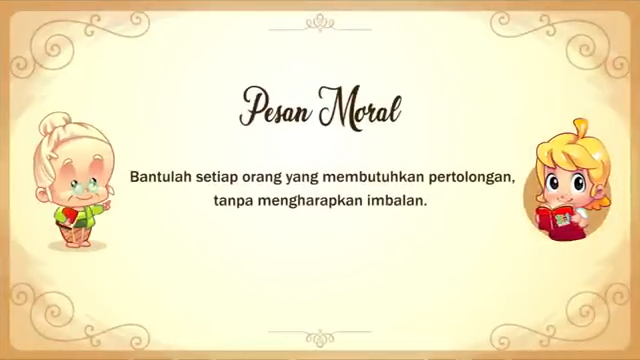 Pesan Moral
Bantulah setiap orang yang membutuhkan pertolongan,
tanpa mengharapkan imbalan.